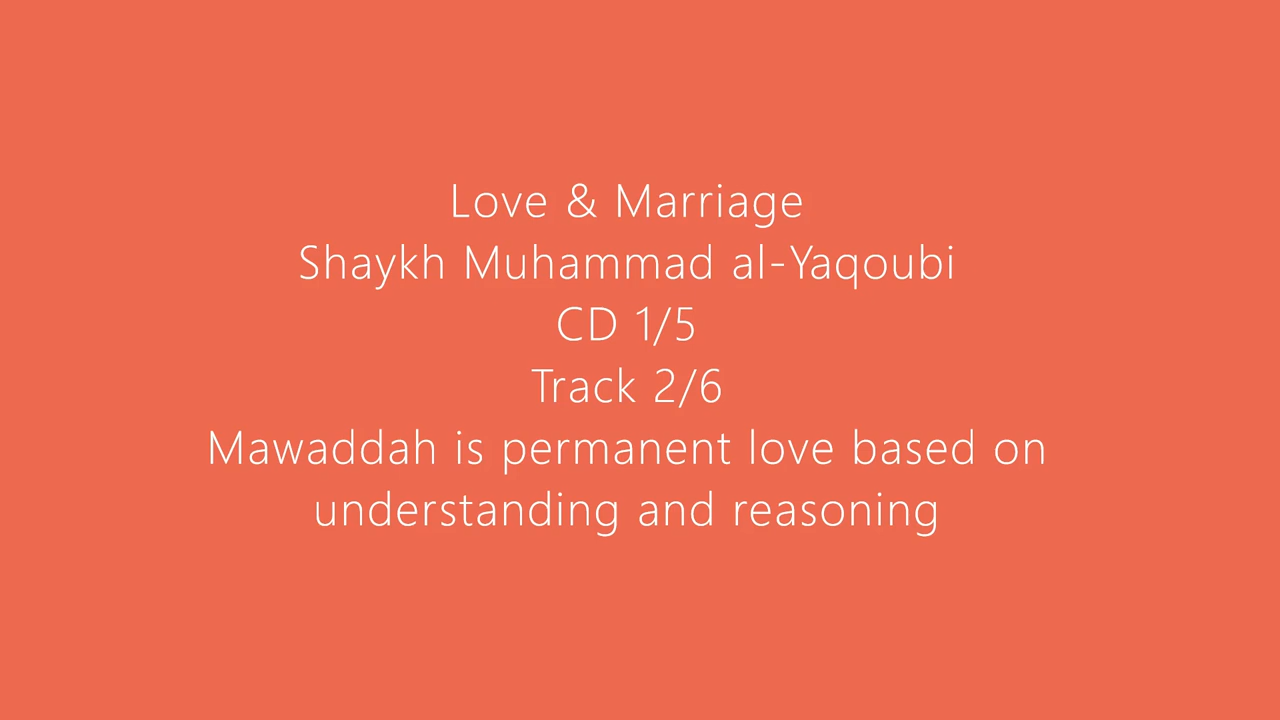 Love & Marriage
Shaykh Muhammad al-Yaqoubi
CD 1/5
Track 2/6
Mawaddah is permanent love based on
understanding and reasoning